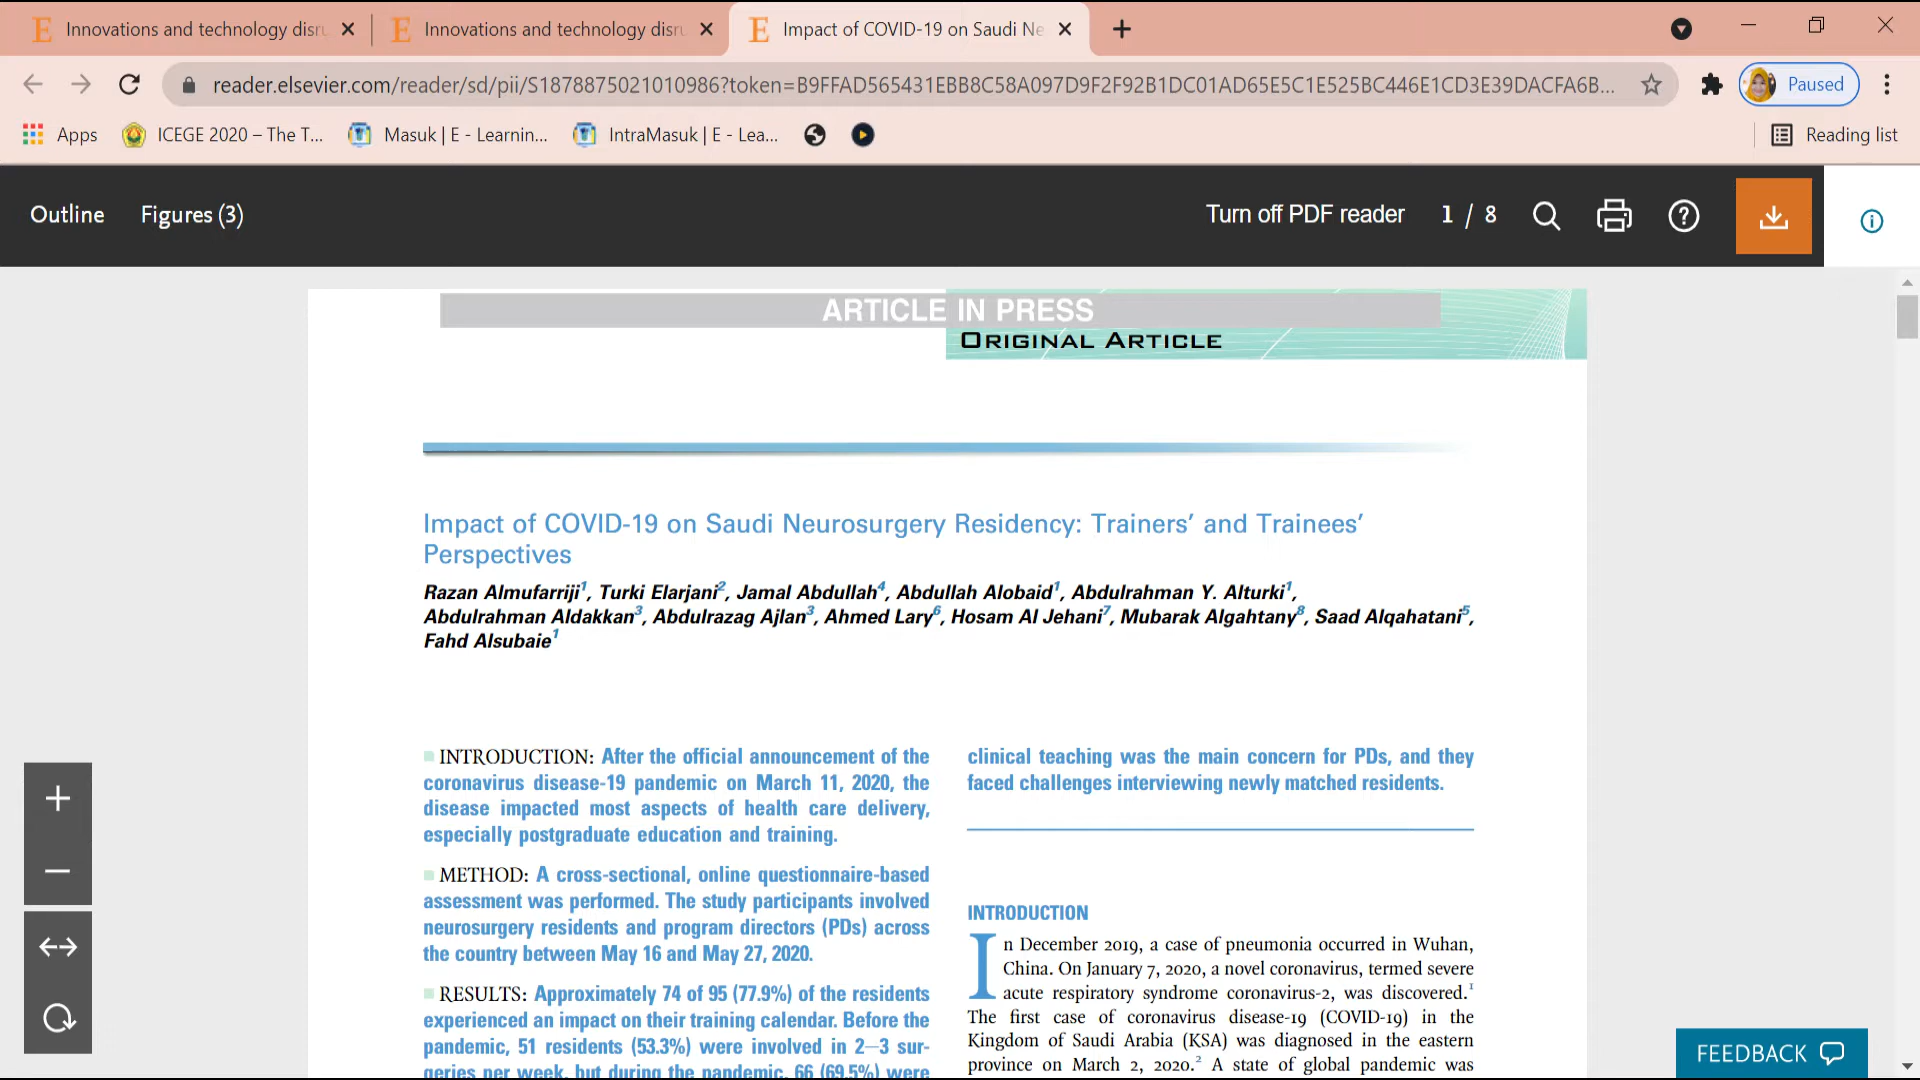 Innovations and technology disru
Innovations and technology disru
Impact of COVID-19 on Saudi Ne
reader.elsevier.com/reader/sd/pii/S1878875021010986?token=B9FFAD565431EBB8C58A097D9F2F92B1DC01AD65E5C1E525BC446E1CD3E39DACFA6B...
Paused
Apps
ICEGE 2020 – The T...
Masuk | E - Learnin...
IntraMasuk | E - Lea...
Reading list
Outline
Figures (3)
Turn off PDF reader
1 / 8
ARTICLE IN PRESS
ORIGINAL ARTICLE
Impact of COVID-19 on Saudi Neurosurgery Residency: Trainers' and Trainees'
Perspectives
Razan Almufarriji1, Turki Elarjani2, Jamal Abdullah4, Abdullah Alobaid1, Abdulrahman Y. Alturki1,
Abdulrahman Aldakkan3, Abdulrazag Ajlan3, Ahmed Lary6, Hosam Al Jehani7, Mubarak Algahtany8, Saad Alqahatani5,
Fahd Alsubaie1
INTRODUCTION: After the official announcement of the
coronavirus disease-19 pandemic on March 11, 2020, the
disease impacted most aspects of health care delivery,
especially postgraduate education and training.
METHOD: A cross-sectional, online questionnaire-based
assessment was performed. The study participants involved
neurosurgery residents and program directors (PDs) across
the country between May 16 and May 27, 2020.
RESULTS: Approximately 74 of 95 (77.9%) of the residents
experienced an impact on their training calendar. Before the
pandemic, 51 residents (53.3%) were involved in 2–3 sur-
geries per week, but during the pandemic, 66 (69.5%) were
clinical teaching was the main concern for PDs, and they
faced challenges interviewing newly matched residents.
INTRODUCTION
In December 2019, a case of pneumonia occurred in Wuhan,
China. On January 7, 2020, a novel coronavirus, termed severe
acute respiratory syndrome coronavirus-2, was discovered.1
The first case of coronavirus disease-19 (COVID-19) in the
Kingdom of Saudi Arabia (KSA) was diagnosed in the eastern
province on March 2, 2020.2 A state of global pandemic was
FEEDBACK